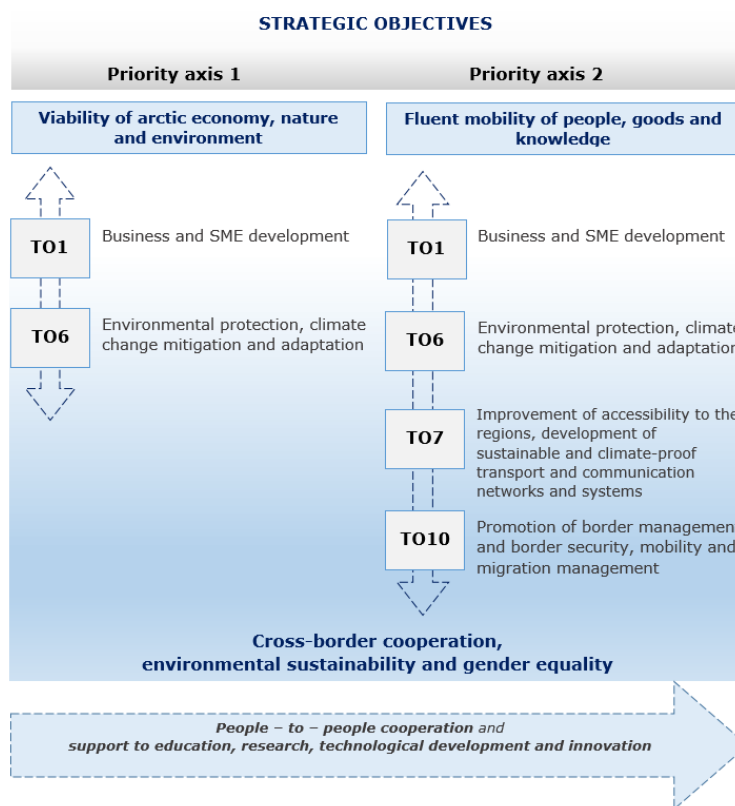 STRATEGIC OBJECTIVES
Priority axis 1
Viability of arctic economy, nature
and environment
TO1
Business and SME development
TO6
Environmental protection, climate
change mitigation and adaptation
Priority axis 2
Fluent mobility of people, goods and
knowledge
TO1
Business and SME development
TO6
Environmental protection, climate
change mitigation and adaptation
TO7
Improvement of accessibility to the
regions, development of
sustainable and climate-proof
transport and communication
networks and systems
TO10
Promotion of border managemen
and border security, mobility and
migration management
Cross-border cooperation,
environmental sustainability and gender equality
People – to – people cooperation and
support to education, research, technological development and innovation